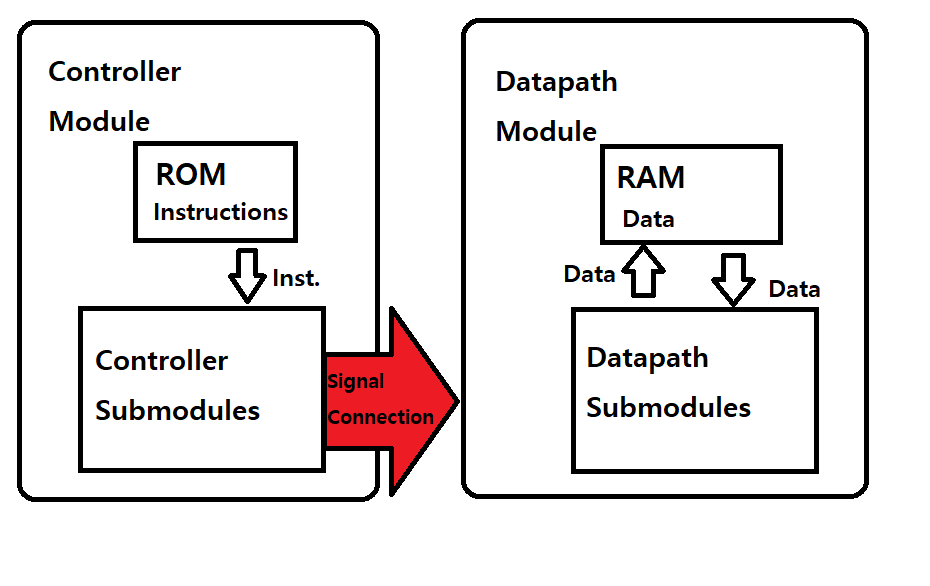 Controller
Module
ROM
Instructions
Inst.
Controller
Submodules
Signal
Connection
Datapath
Module
RAM
Data
Data
Data
Datapath
Submodules